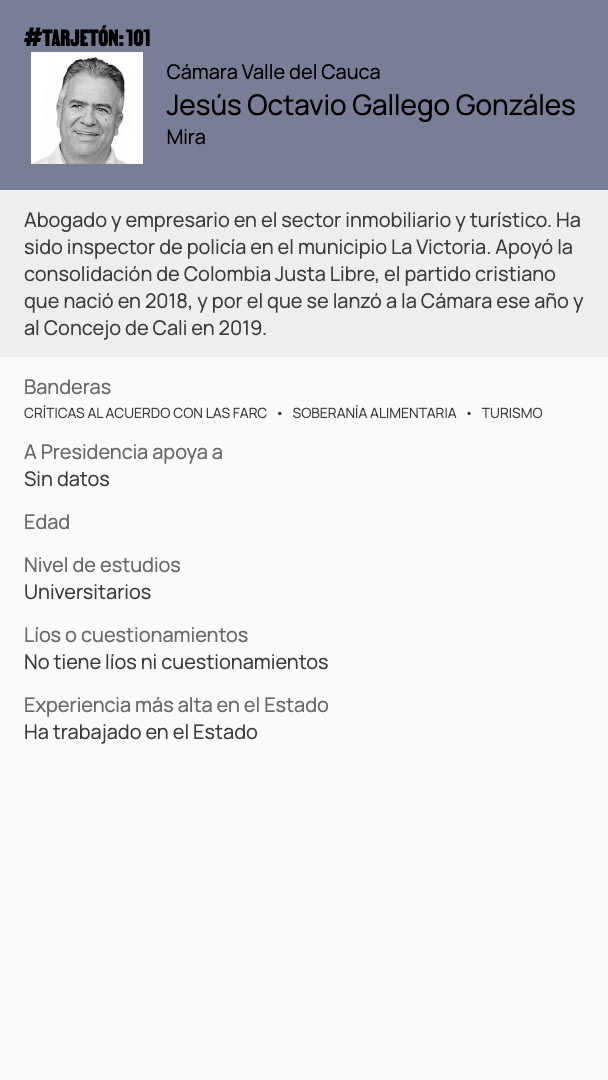 #TARJETÓN: 101
Cámara Valle del Cauca
Jesús Octavio Gallego Gonzáles
Mira
Abogado y empresario en el sector inmobiliario y turístico. Ha
sido inspector de policía en el municipio La Victoria. Apoyó la
consolidación de Colombia Justa Libre, el partido cristiano
que nació en 2018, y por el que se lanzó a la Cámara ese año y
al Concejo de Cali en 2019.
Banderas
CRÍTICAS AL ACUERDO CON LAS FARC • SOBERANÍA ALIMENTARIA • TURISMO
A Presidencia apoya a
Sin datos
Edad
Nivel de estudios
Universitarios
Líos o cuestionamientos
No tiene líos ni cuestionamientos
Experiencia más alta en el Estado
Ha trabajado en el Estado